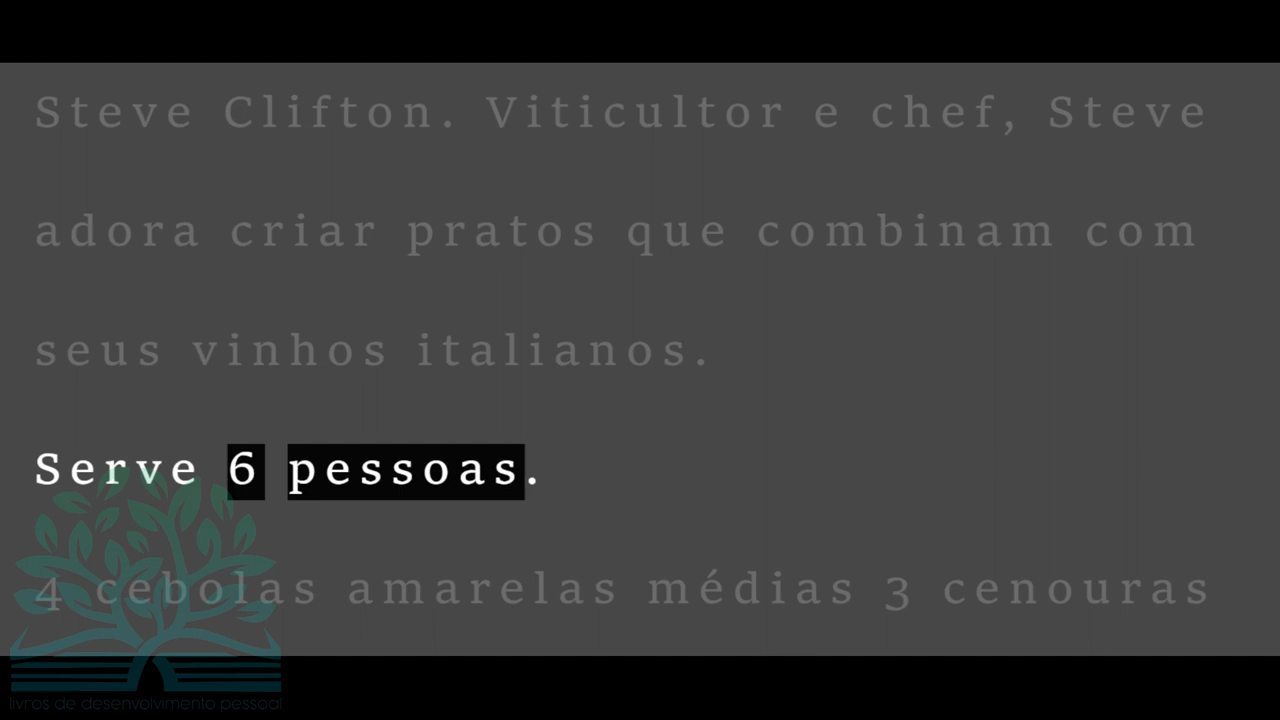 Steve Clifton. Viticultor e chef, Steve
adora criar pratos que combinam com
seus vinhos italianos.
Serve 6 pessoas.
4 cebolas amarelas médias 3 cenouras
livros de desenvolvimento pessoal